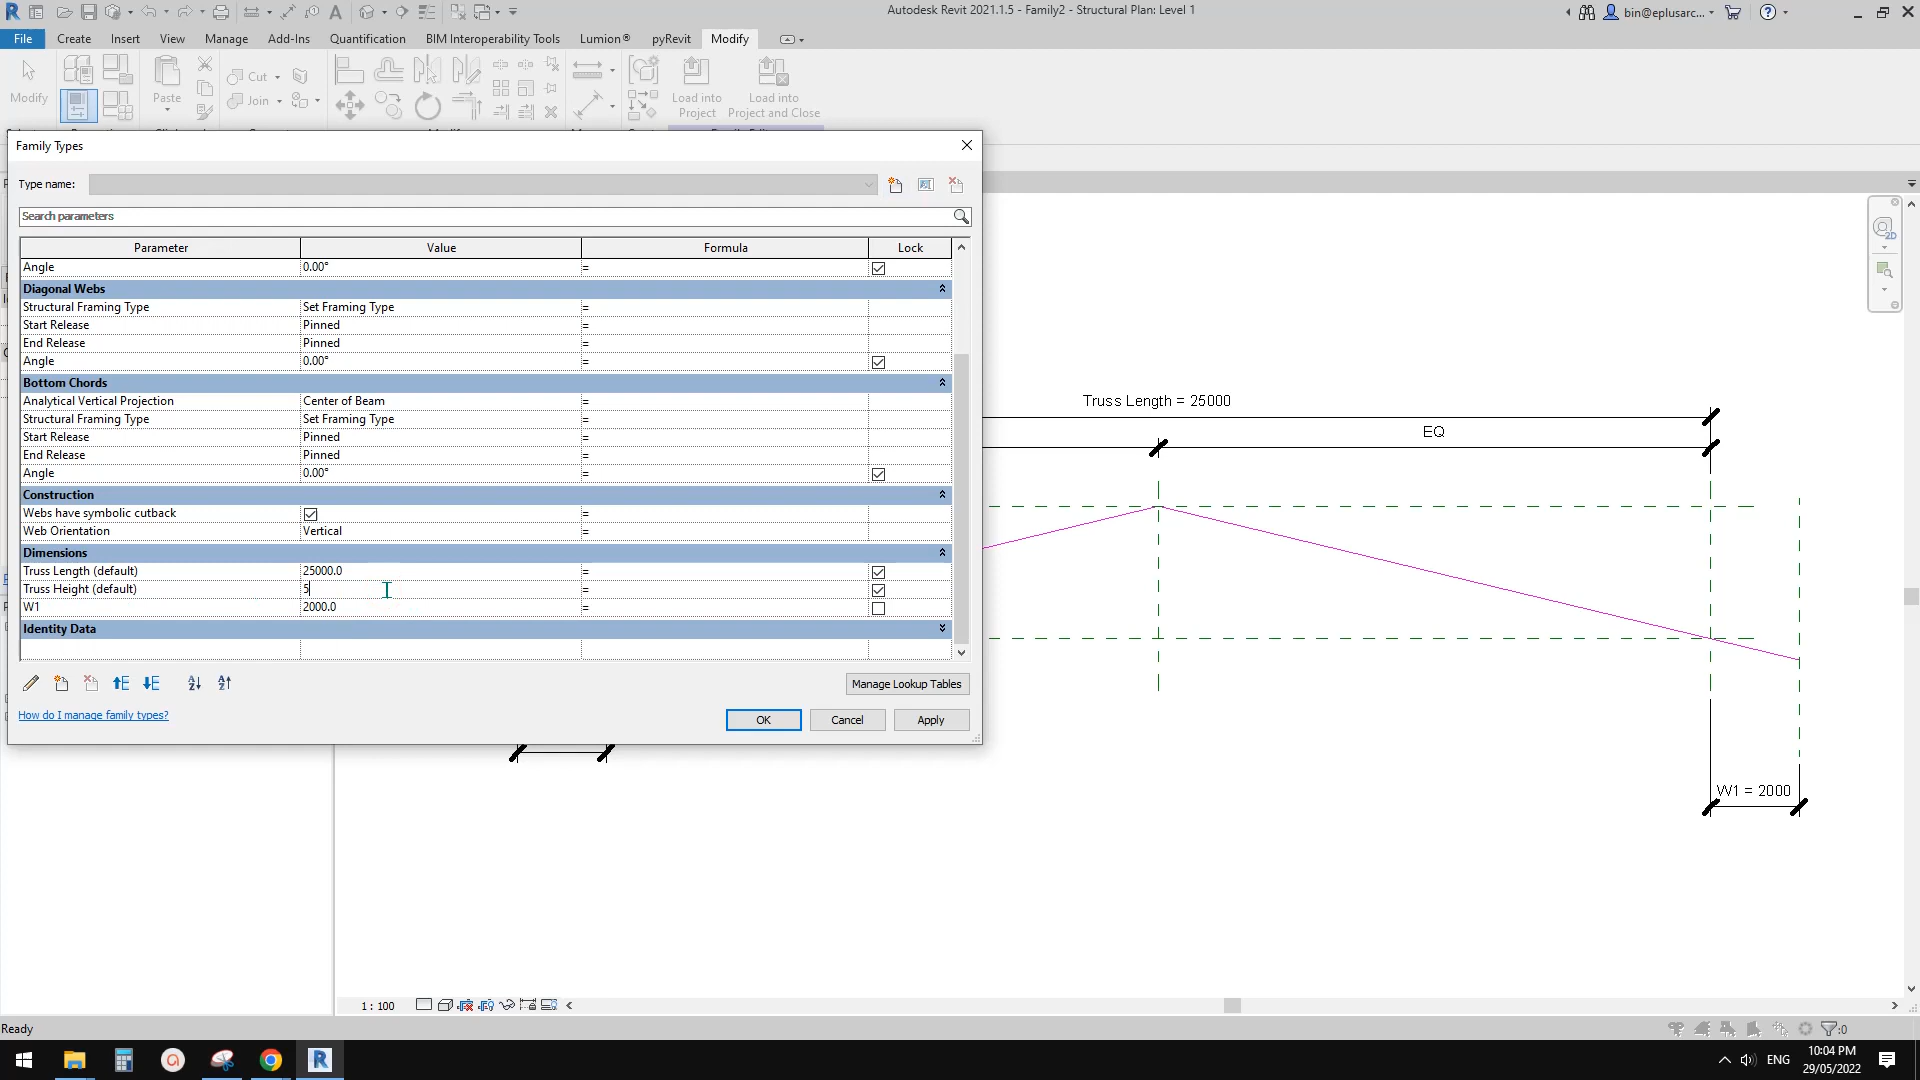 Autodesk Revit 2021.1.5 - Family2 - Structural Plan: Level 1
bin@eplusarc...
File Create Insert View Manage Add-Ins Quantification BIM Interoperability Tools Lumion® pyRevit Modify
Modify
Paste
Cut
Join
Load into Project
Load into Project and Close
Family Types
Type name:
Search parameters
Parameter Value Formula Lock
Angle 0.00° =
Diagonal Webs
Structural Framing Type Set Framing Type =
Start Release Pinned =
End Release Pinned =
Angle 0.00° =
Bottom Chords
Analytical Vertical Projection Center of Beam =
Structural Framing Type Set Framing Type =
Start Release Pinned =
End Release Pinned =
Angle 0.00° =
Construction
Webs have symbolic cutback =
Web Orientation Vertical =
Dimensions
Truss Length (default) 25000.0 =
Truss Height (default) 5 =
W1 2000.0 =
Identity Data
Manage Lookup Tables
How do I manage family types?
OK Cancel Apply
Truss Length = 25000
EQ
W1 = 2000
2D
1 : 100
Ready
:0
ENG
10:04 PM
29/05/2022